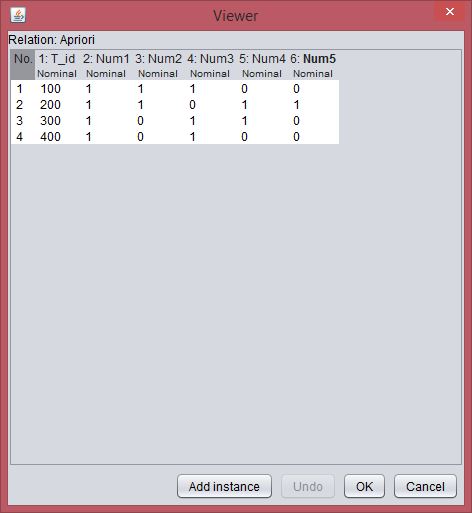 Viewer
Relation: Apriori
No. 1: T_id 2: Num1 3: Num2 4: Num3 5: Num4 6: Num5
Nominal Nominal Nominal Nominal Nominal Nominal
1 100 1 1 1 0 0
2 200 1 1 0 1 1
3 300 1 0 1 1 0
4 400 1 0 1 0 0
Add instance Undo OK Cancel